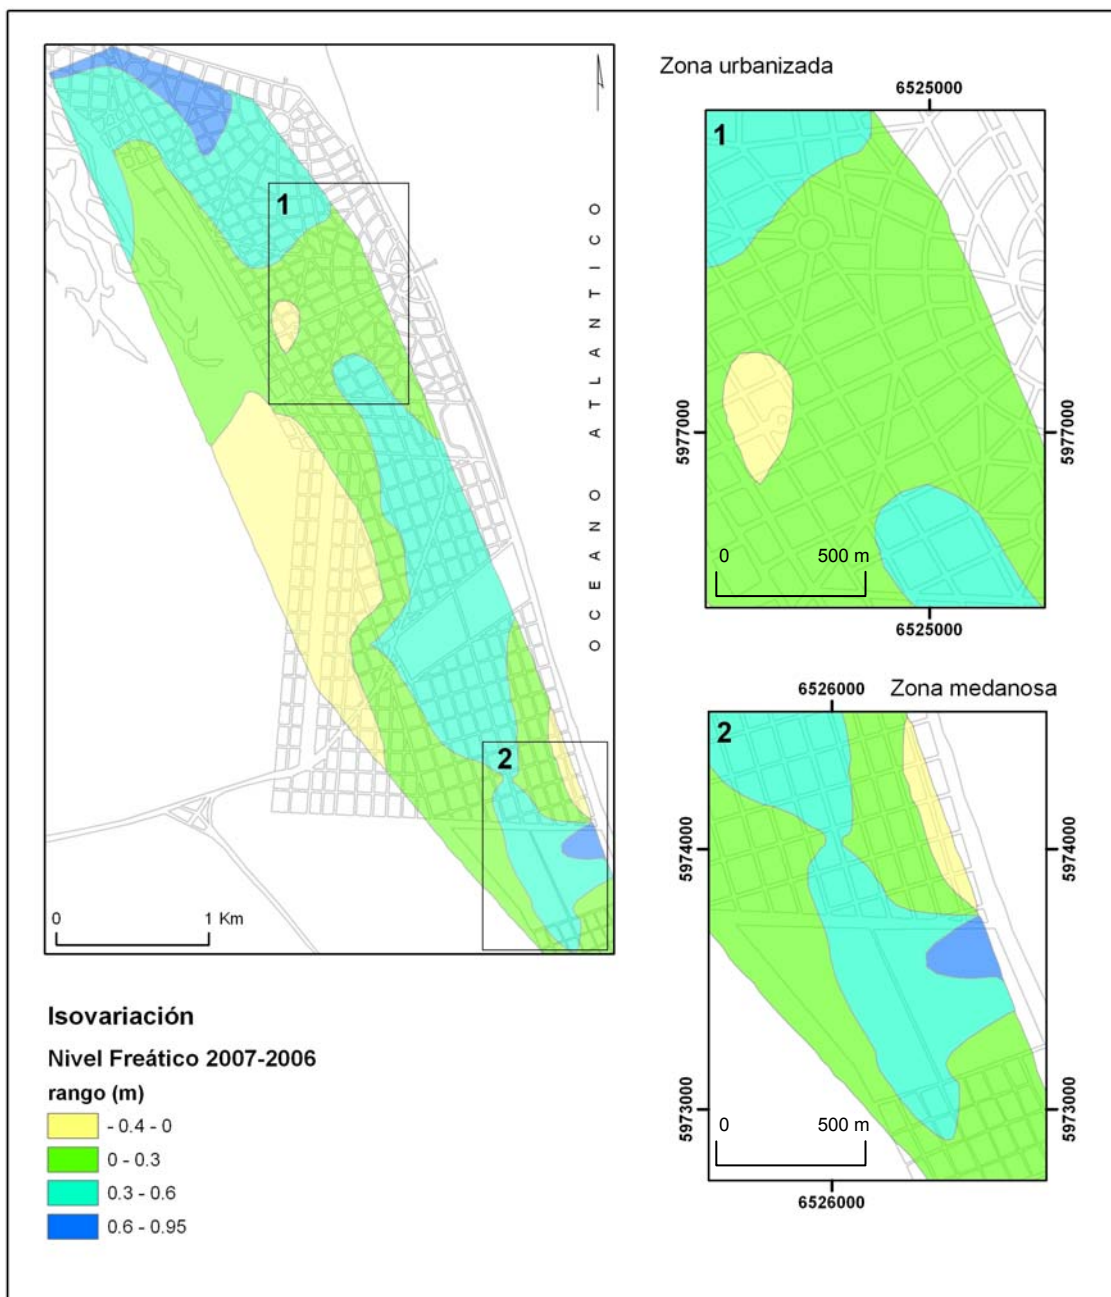 1
2
OCEANO ATLANTICO
0 1 Km
Zona urbanizada
6525000
1
5977000
5977000
0 500 m
6525000
6526000
Zona medanosa
2
5974000
5974000
5973000
5973000
0 500 m
6526000
Isovariación
Nivel Freático 2007-2006
rango (m)
- 0.4 - 0
0 - 0.3
0.3 - 0.6
0.6 - 0.95